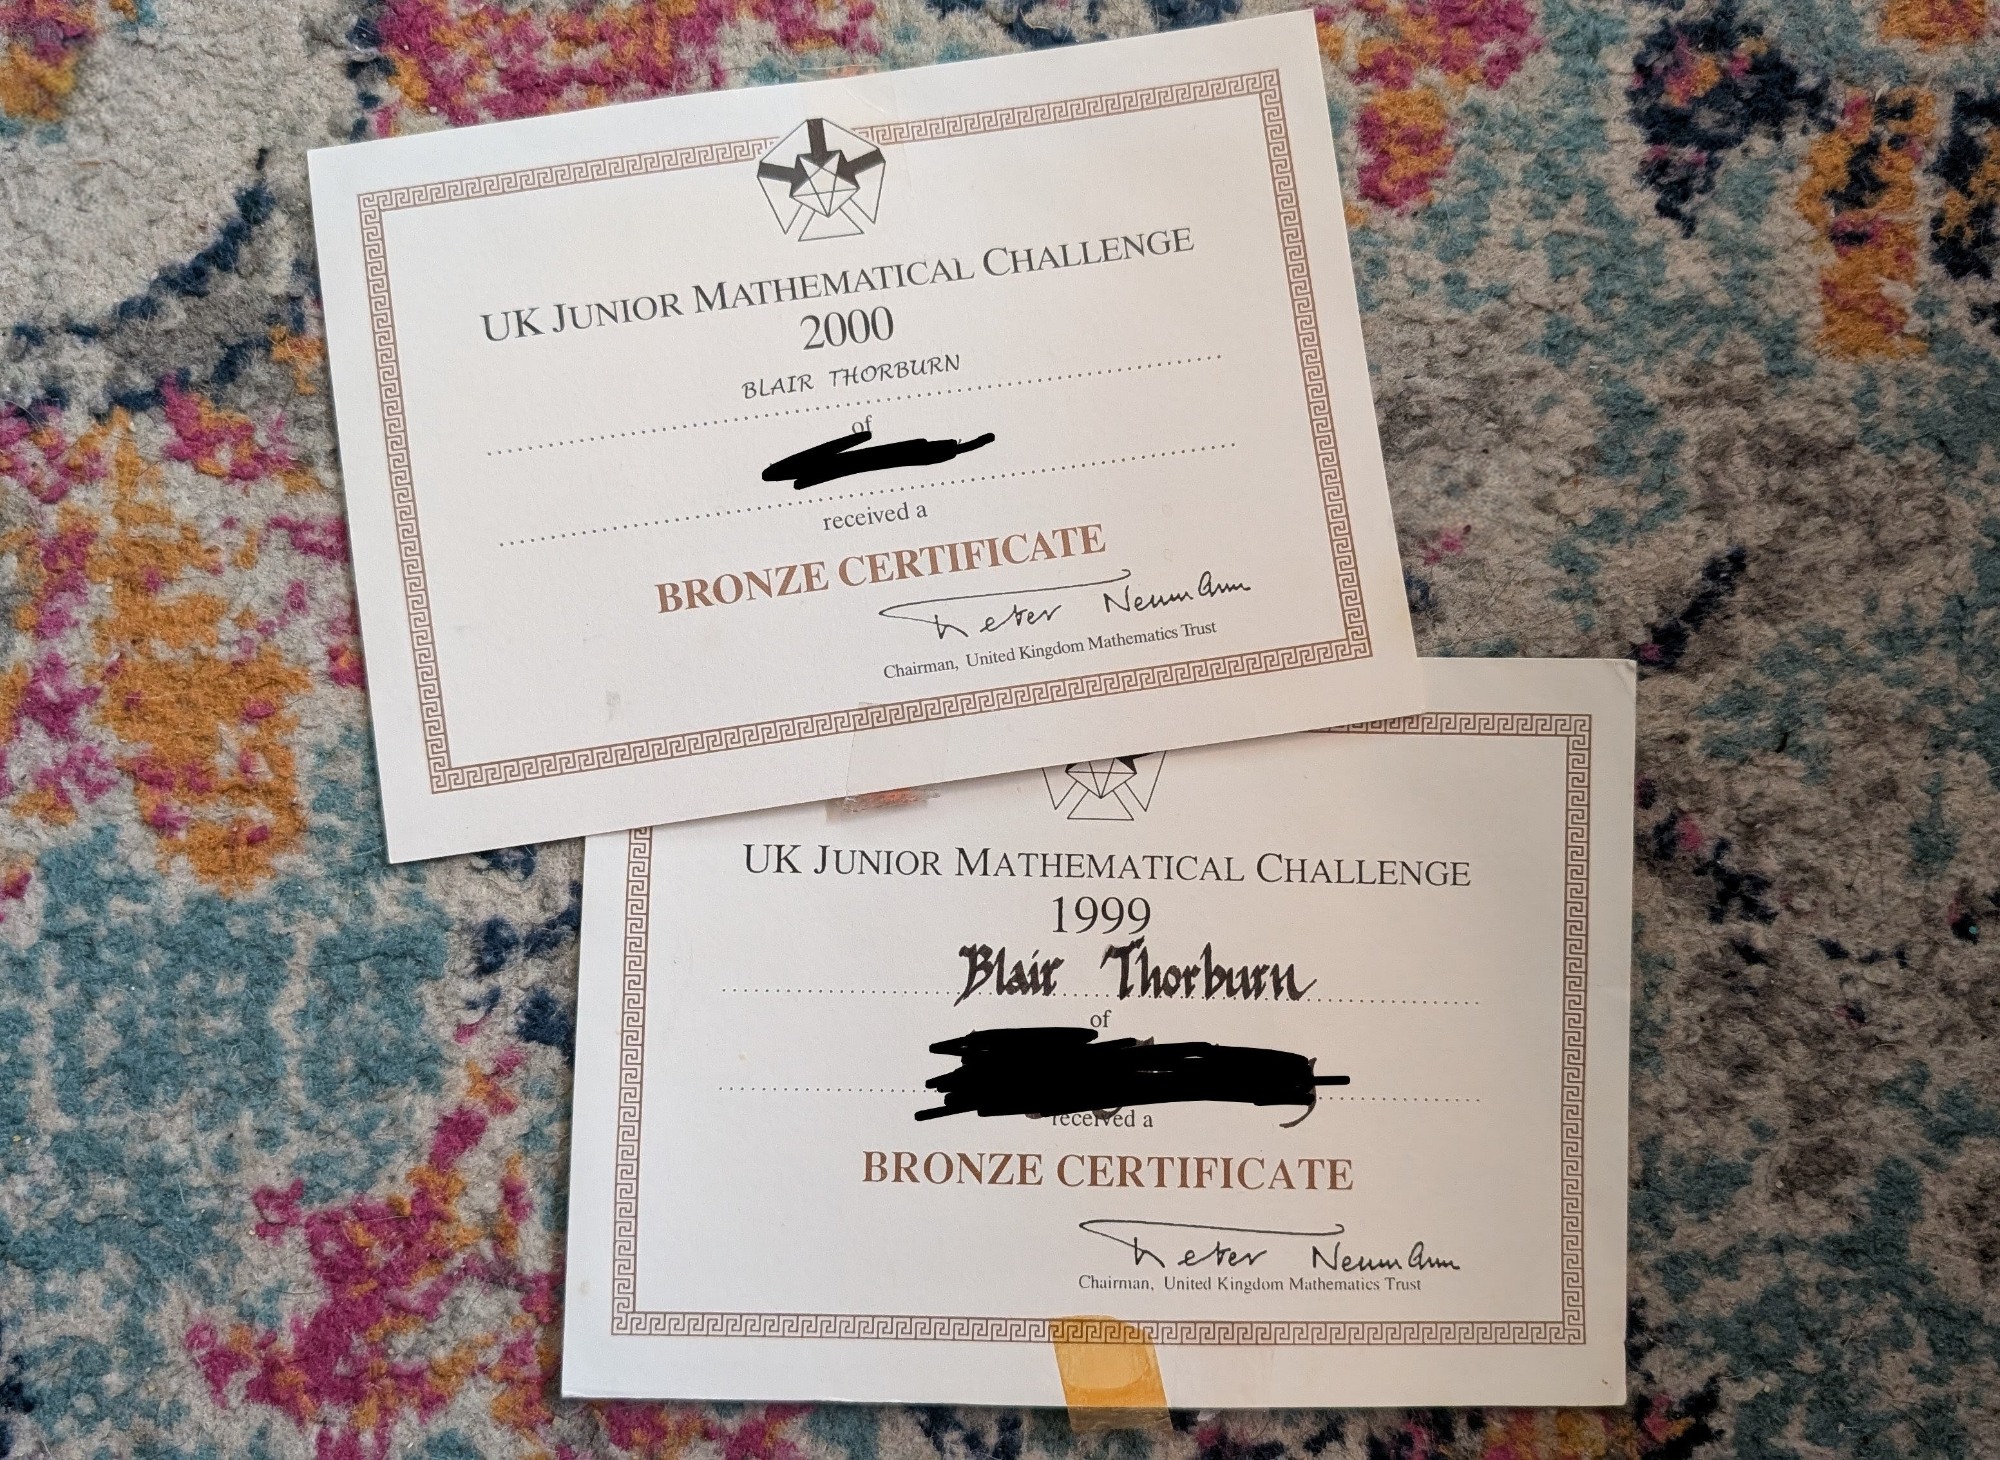 UK JUNIOR MATHEMATICAL CHALLENGE
2000
BLAIR THORBURN
of
received a
BRONZE CERTIFICATE
Peter Neumann
Chairman, United Kingdom Mathematics Trust
UK JUNIOR MATHEMATICAL CHALLENGE
1999
Blair Thorburn
of
received a
BRONZE CERTIFICATE
Peter Neumann
Chairman, United Kingdom Mathematics Trust